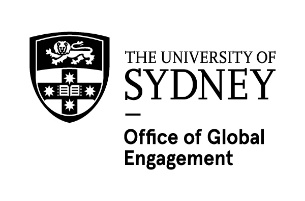 THE UNIVERSITY OF
SYDNEY
Office of Global
Engagement